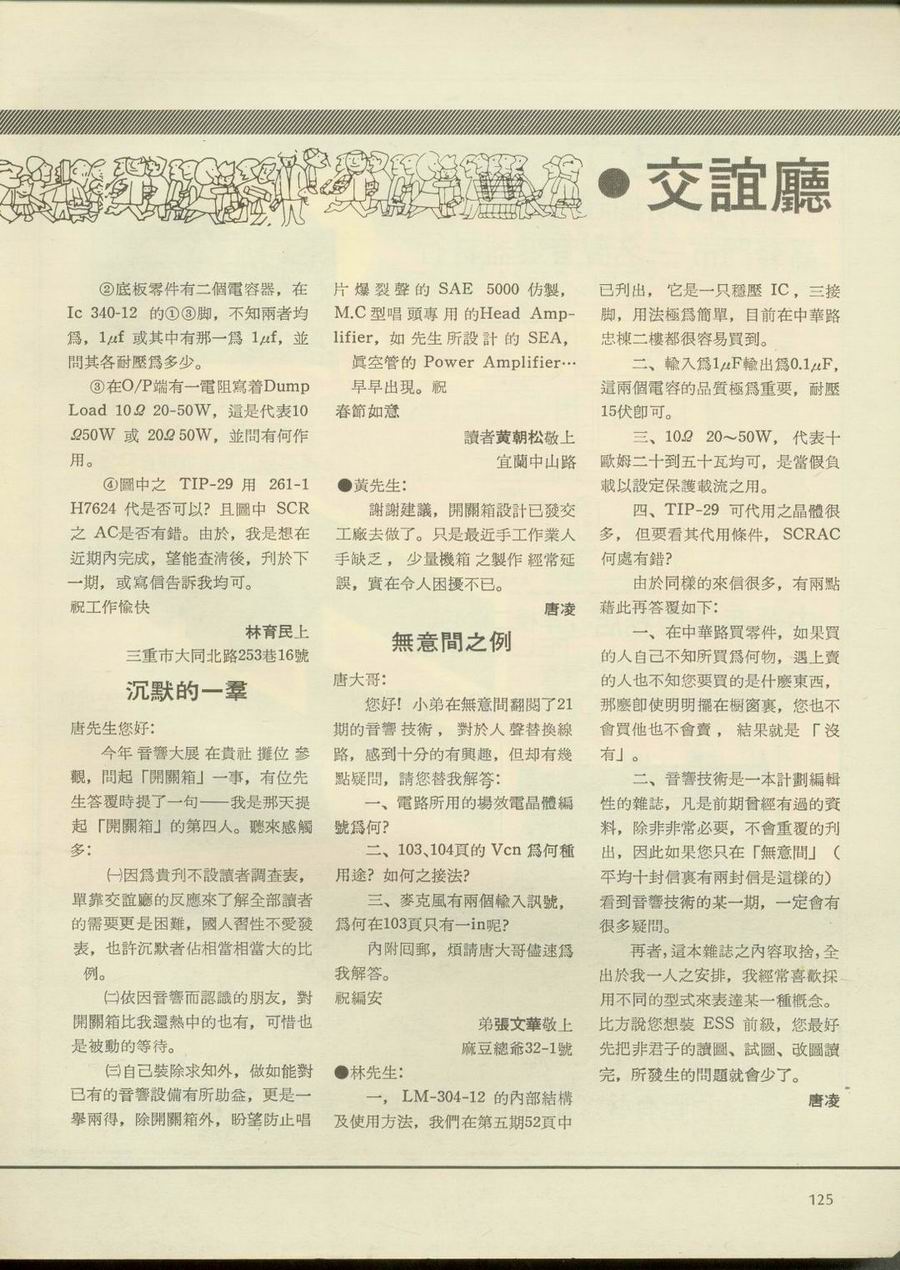 ●交誼廳
②底板零件有二個電容器，在
Ic 340-12 的①③脚，不知兩者均
爲，1μf 或其中有那一爲 1μf，並
問其各耐壓爲多少。
③在O/P端有一電阻寫着Dump
Load 10Ω 20-50W，這是代表10
Ω50W 或 20Ω 50W，並問有何作
用。
④圖中之 TIP-29 用 261-1
H7624 代是否可以? 且圖中 SCR
之 AC是否有錯。由於，我是想在
近期內完成，望能查淸後，刋於下
一期，或寫信告訴我均可。
祝工作愉快
林育民上
三重市大同北路253巷16號
沉默的一羣
唐先生您好：
今年音響大展在貴社攤位參
觀，問起「開關箱」一事，有位先
生答覆時提了一句──我是那天提
起「開關箱」的第四人。聽來感觸
多：
㈠因爲貴刋不設讀者調查表，
單靠交誼廳的反應來了解全部讀者
的需要更是困難，國人習性不愛發
表，也許沉默者佔相當相當大的比
例。
㈡依因音響而認識的朋友，對
開關箱比我還熱中的也有，可惜也
是被動的等待。
㈢自己裝除求知外，做如能對
已有的音響設備有所助益，更是一
擧兩得，除開關箱外，盼望防止唱
片爆裂聲的 SAE 5000 仿製，
M.C型唱頭專用的Head Amp-
lifier，如先生所設計的 SEA，
眞空管的 Power Amplifier…
早早出現。祝
春節如意
讀者黄朝松敬上
宜蘭中山路
●黃先生：
謝謝建議，開關箱設計已發交
工廠去做了。只是最近手工作業人
手缺乏，少量機箱之製作經常延
誤，實在令人困擾不已。
唐凌
無意間之例
唐大哥：
您好! 小弟在無意間翻閱了21
期的音響技術，對於人聲替換線
路，感到十分的有興趣，但却有幾
點疑問，請您替我解答：
一、電路所用的場效電晶體編
號爲何?
二、103、104頁的 Vcn 爲何種
用途? 如何之接法?
三、麥克風有兩個輸入訊號，
爲何在103頁只有一in呢?
內附囘郵，煩請唐大哥儘速爲
我解答。
祝編安
弟張文華敬上
麻豆總爺32-1號
●林先生：
一，LM-304-12 的內部結構
及使用方法，我們在第五期52頁中
已刋出，它是一只穩壓 IC，三接
脚，用法極爲簡單，目前在中華路
忠棟二樓都很容易買到。
二、輸入爲1μF輸出爲0.1μF，
這兩個電容的品質極爲重要，耐壓
15伏卽可。
三、10Ω 20～50W，代表十
歐姆二十到五十瓦均可，是當假負
載以設定保護載流之用。
四、TIP-29 可代用之晶體很
多，但要看其代用條件，SCRAC
何處有錯?
由於同樣的來信很多，有兩點
藉此再答覆如下：
一、在中華路買零件，如果買
的人自己不知所買爲何物，遇上賣
的人也不知您要買的是什麽東西，
那麽卽使明明擺在橱窗裏，您也不
會買他也不會賣，結果就是「沒
有」。
二、音響技術是一本計劃編輯
性的雜誌，凡是前期曾經有過的資
料，除非非常必要，不會重覆的刋
出，因此如果您只在「無意間」（
平均十封信裏有兩封信是這樣的）
看到音響技術的某一期，一定會有
很多疑問。
再者，這本雜誌之內容取捨，全
出於我一人之安排，我經常喜歡採
用不同的型式來表達某一種槪念。
比方說您想裝 ESS 前級，您最好
先把非君子的讀圖、試圖、改圖讀
完，所發生的問題就會少了。
唐凌
125